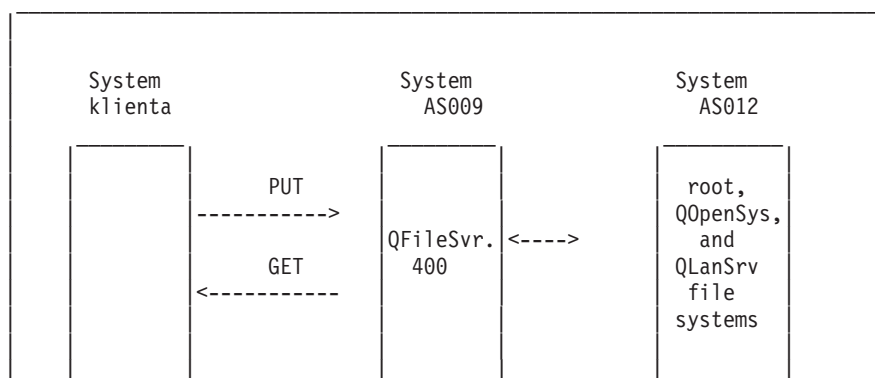 System System System
klienta AS009 AS012
PUT root,
-----------> QOpenSys,
QFileSvr. <----> and
GET 400 QLanSrv
<----------- file
systems